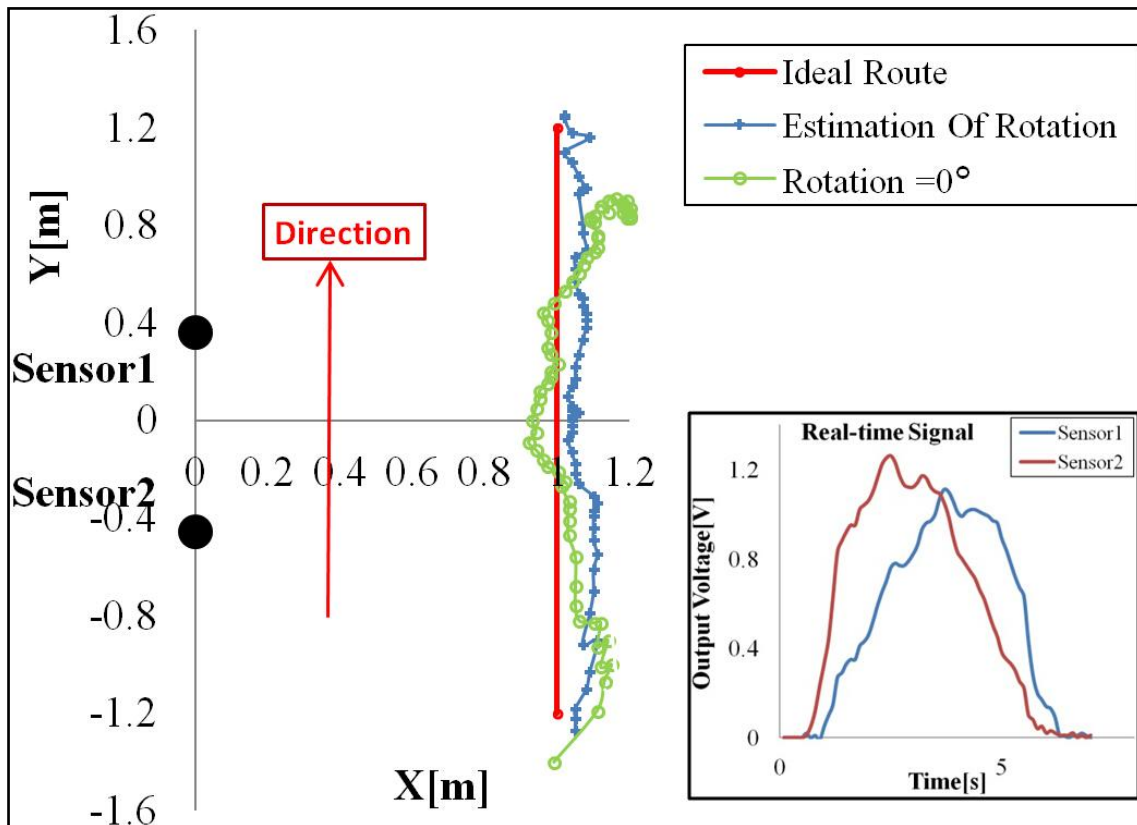 1.6
1.2
0.8
0.4
0
-0.4
-0.8
-1.2
-1.6
Y[m]
Sensor1
Sensor2
0 0.2 0.4 0.6 0.8 1 1.2
X[m]
Direction
Ideal Route
Estimation Of Rotation
Rotation =0°
Real-time Signal
Sensor1
Sensor2
1.2
0.8
0.4
0
Output Voltage[V]
0 5
Time[s]